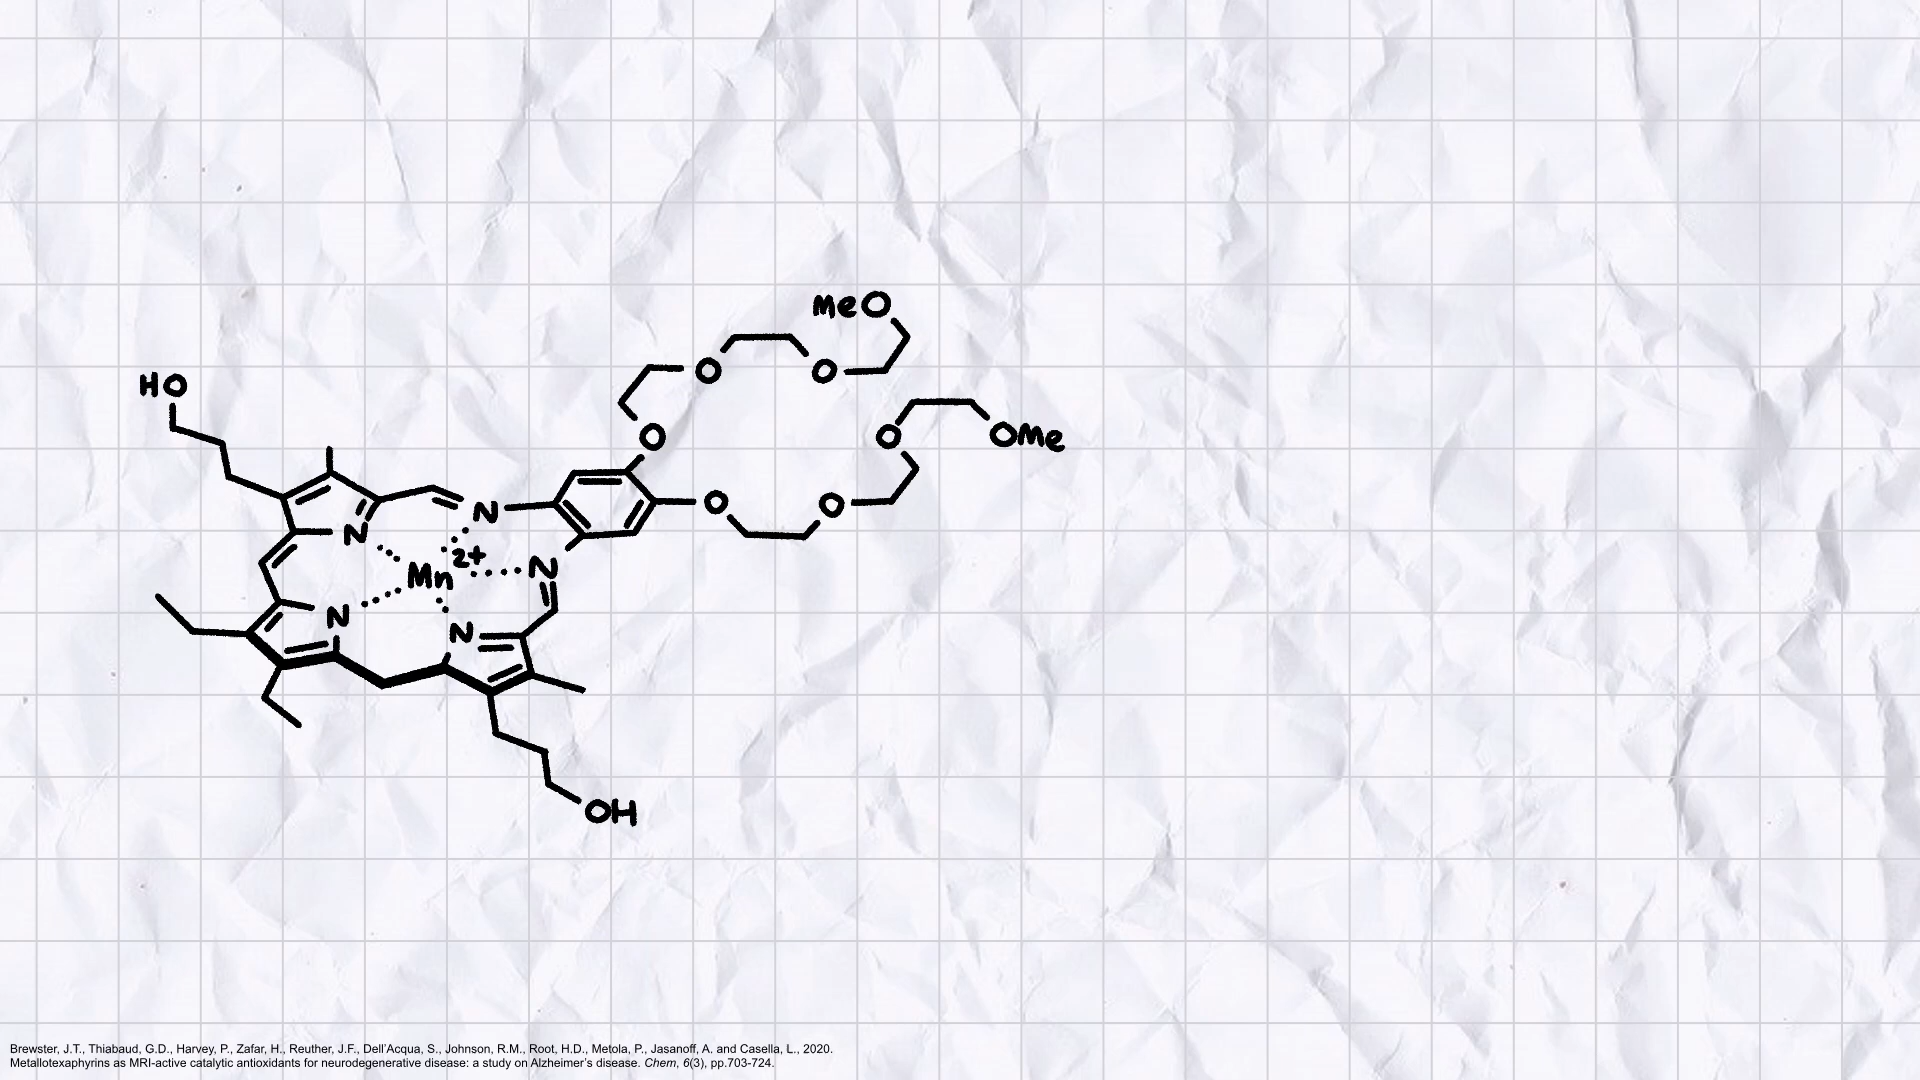 MeO
O
O
HO
O
O
OMe
O
O
N
N
2+
Mn
N
N
N
OH
Brewster, J.T., Thiabaud, G.D., Harvey, P., Zafar, H., Reuther, J.F., Dell’Acqua, S., Johnson, R.M., Root, H.D., Metola, P., Jasanoff, A. and Casella, L., 2020.
Metallotexaphyrins as MRI-active catalytic antioxidants for neurodegenerative disease: a study on Alzheimer’s disease. Chem, 6(3), pp.703-724.